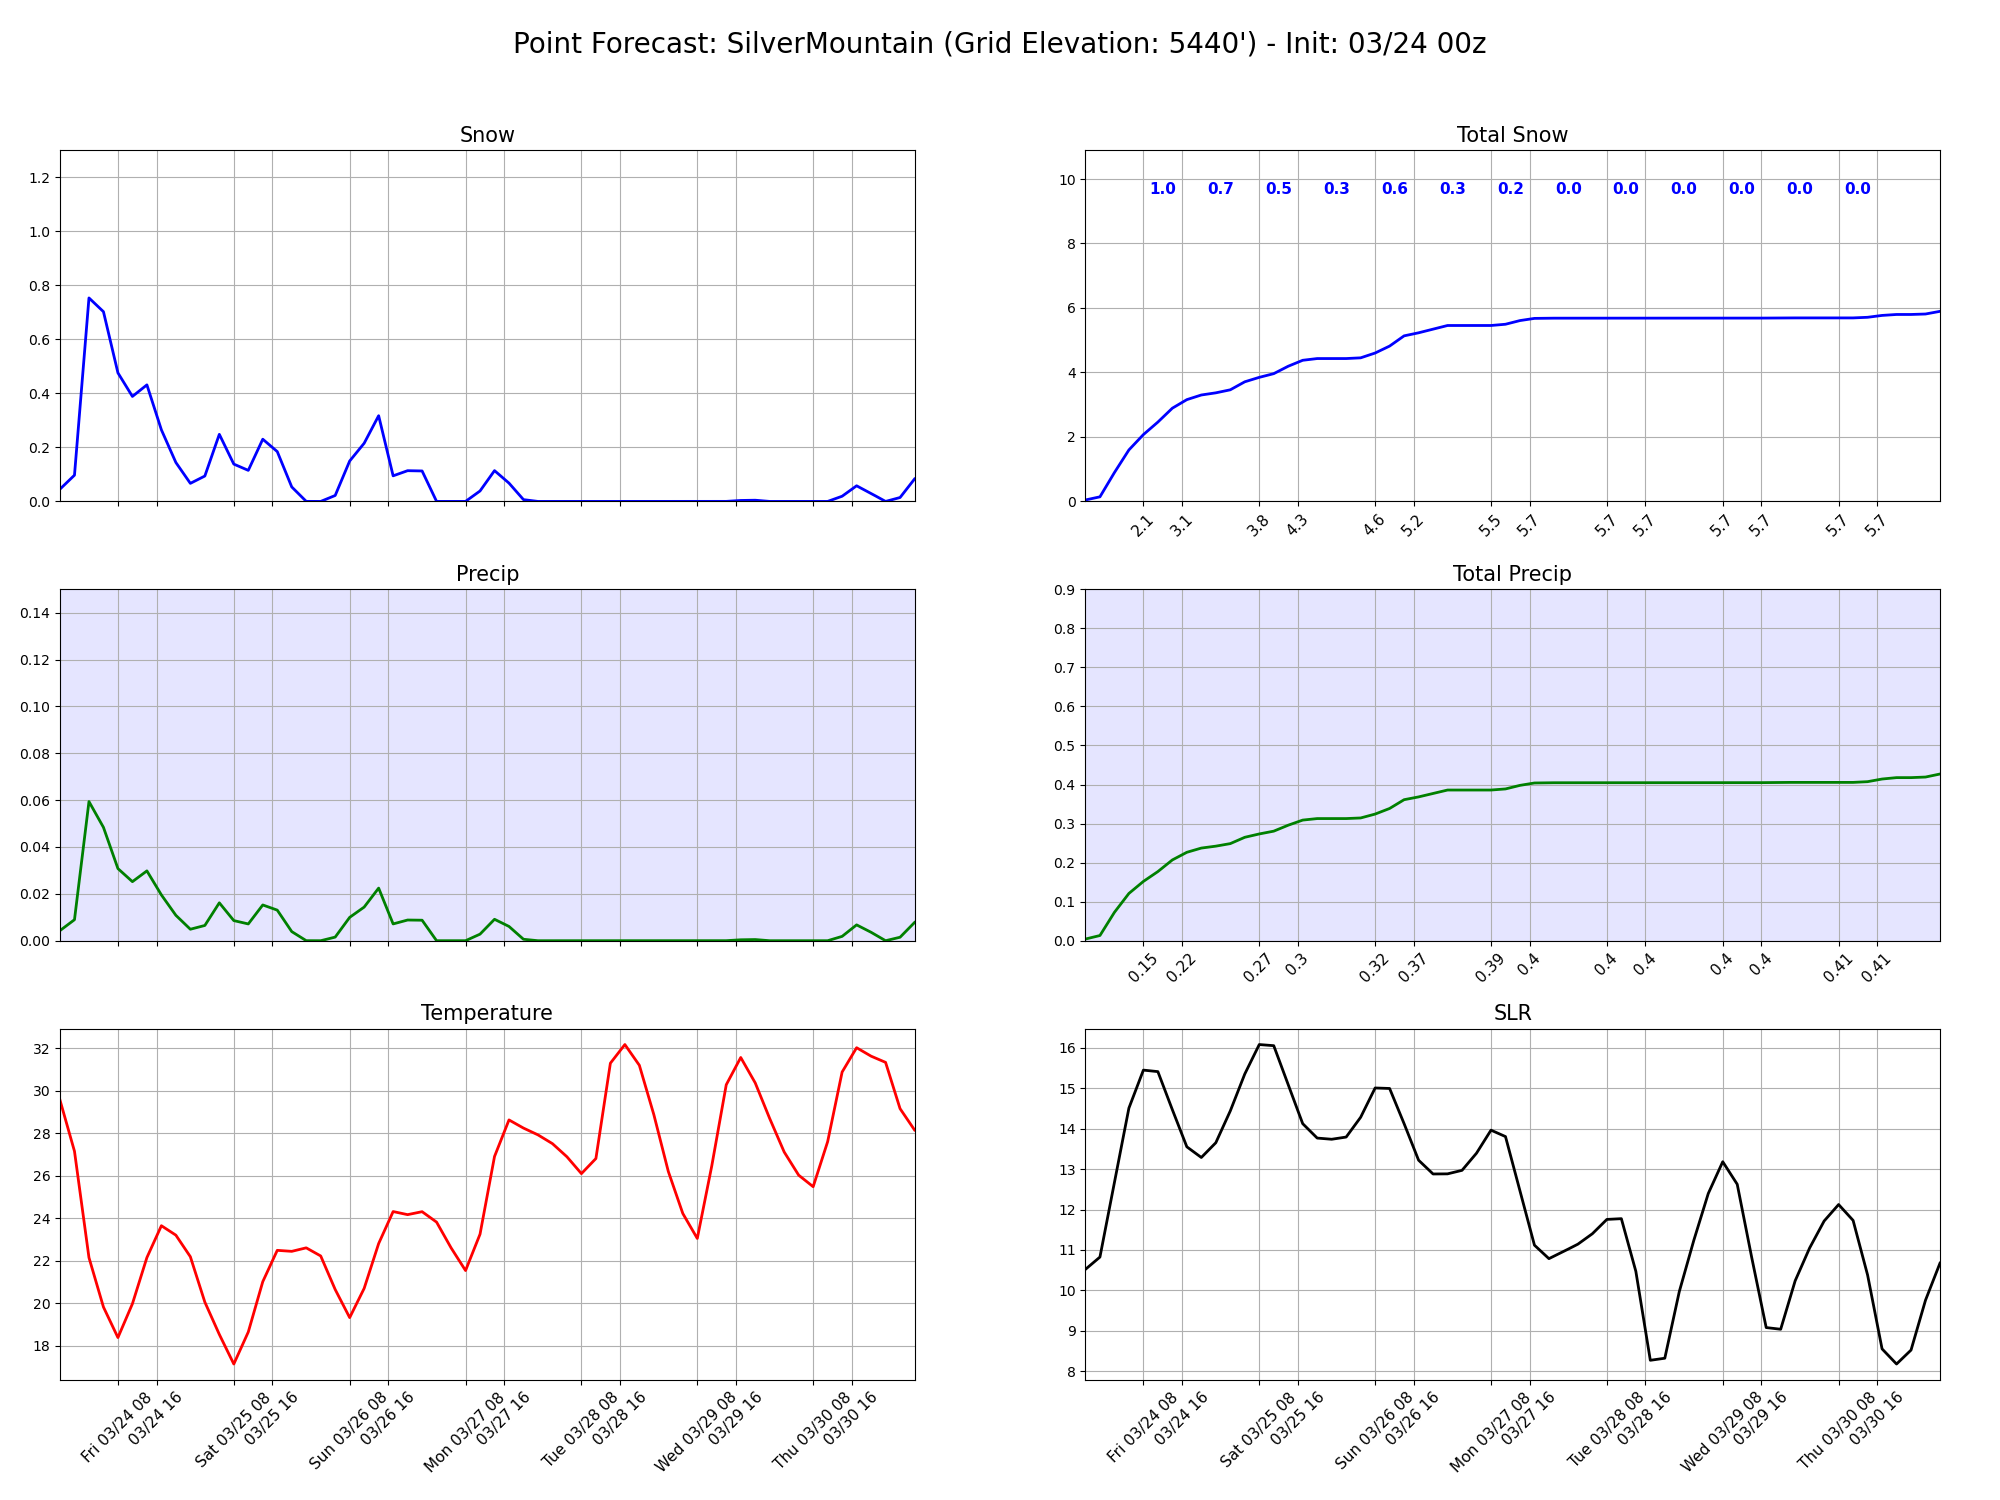 Point Forecast: SilverMountain (Grid Elevation: 5440') - Init: 03/24 00z
Snow
1.2
1.0
0.8
0.6
0.4
0.2
0.0
Total Snow
10
8
6
4
2
0
1.0 0.7 0.5 0.3 0.6 0.3 0.2 0.0 0.0 0.0 0.0 0.0 0.0
2.1 3.1 3.8 4.3 4.6 5.2 5.5 5.7 5.7 5.7 5.7 5.7 5.7 5.7
Precip
0.14
0.12
0.10
0.08
0.06
0.04
0.02
0.00
Total Precip
0.9
0.8
0.7
0.6
0.5
0.4
0.3
0.2
0.1
0.0
0.15 0.22 0.27 0.3 0.32 0.37 0.39 0.4 0.4 0.4 0.4 0.4 0.41 0.41
Temperature
32
30
28
26
24
22
20
18
Fri 03/24 08
03/24 16
Sat 03/25 08
03/25 16
Sun 03/26 08
03/26 16
Mon 03/27 08
03/27 16
Tue 03/28 08
03/28 16
Wed 03/29 08
03/29 16
Thu 03/30 08
03/30 16
SLR
16
15
14
13
12
11
10
9
8
Fri 03/24 08
03/24 16
Sat 03/25 08
03/25 16
Sun 03/26 08
03/26 16
Mon 03/27 08
03/27 16
Tue 03/28 08
03/28 16
Wed 03/29 08
03/29 16
Thu 03/30 08
03/30 16